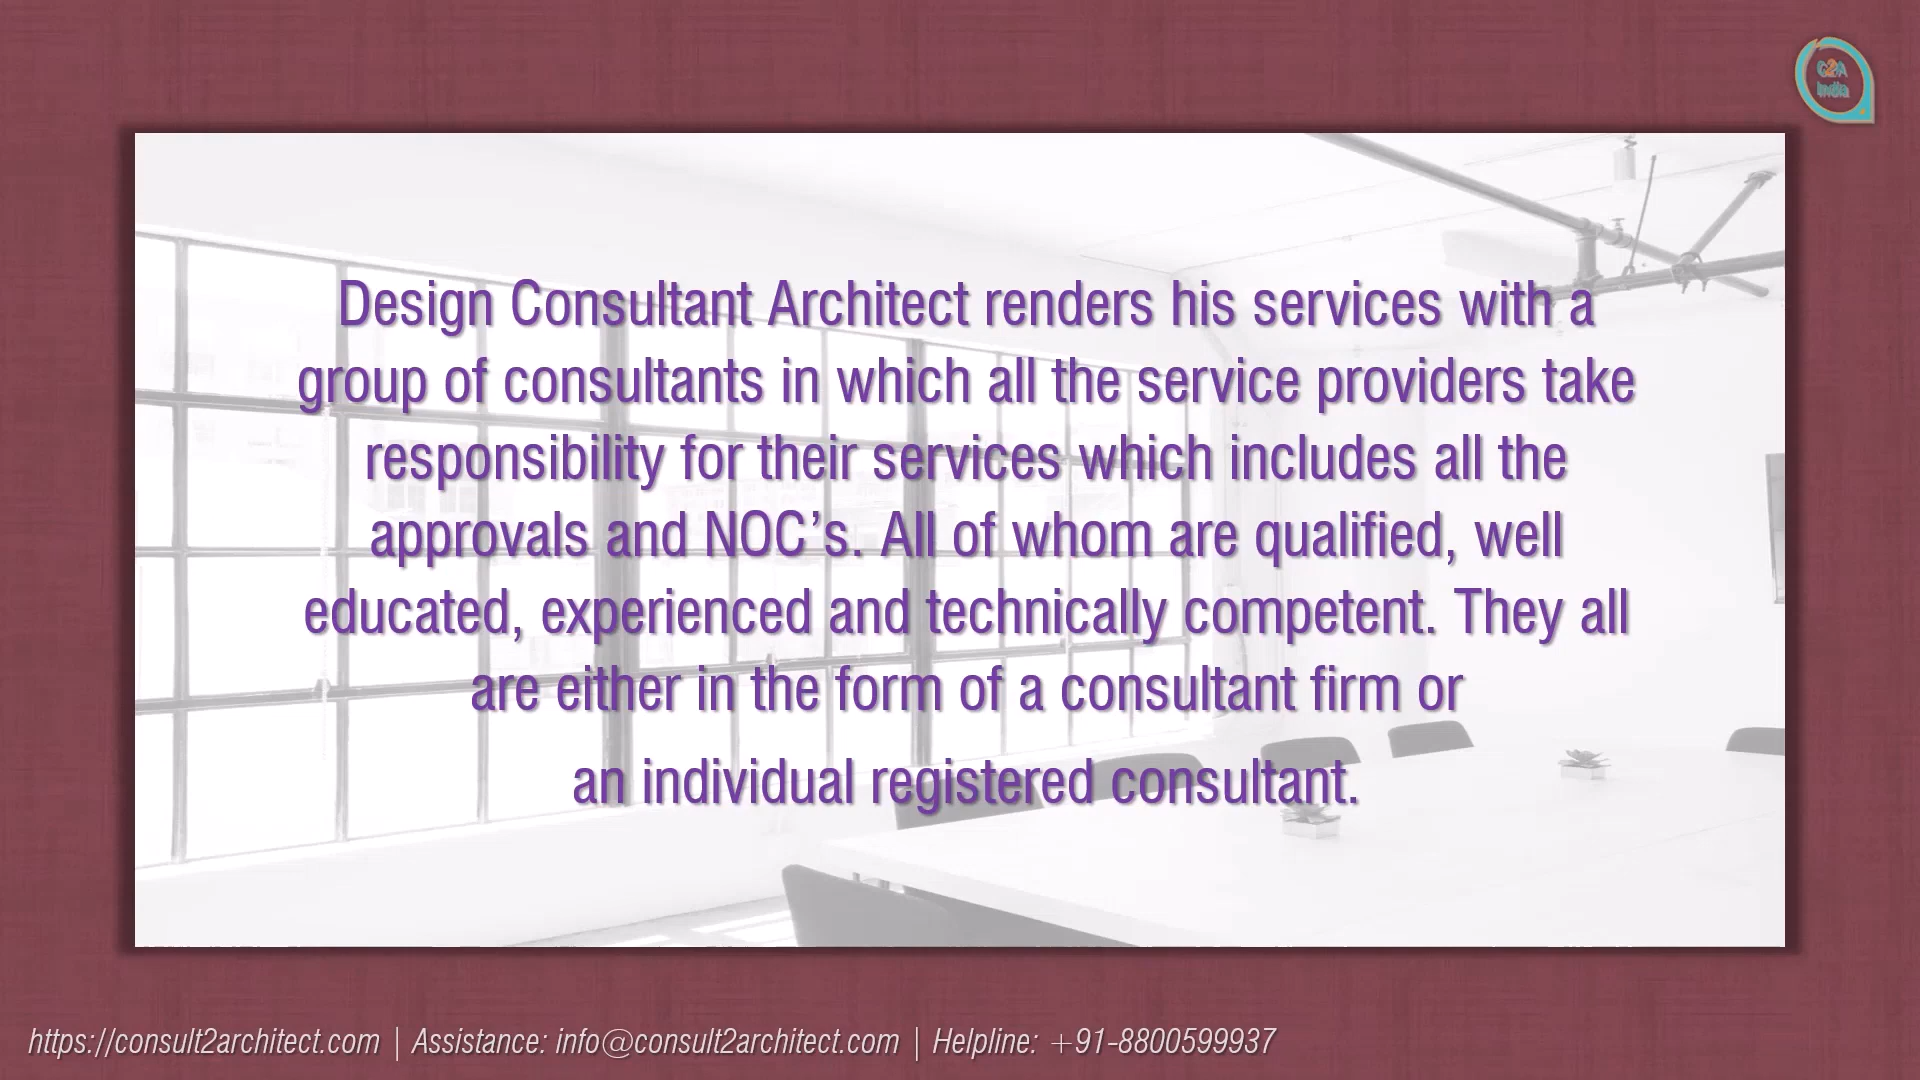 C2A
India
Design Consultant Architect renders his services with a
group of consultants in which all the service providers take
responsibility for their services which includes all the
approvals and NOC’s. All of whom are qualified, well
educated, experienced and technically competent. They all
are either in the form of a consultant firm or
an individual registered consultant.
https://consult2architect.com | Assistance: info@consult2architect.com | Helpline: +91-8800599937